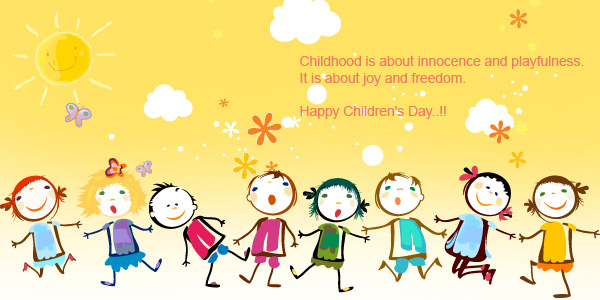 Childhood is about innocence and playfulness.
It is about joy and freedom.
Happy Children's Day..!!